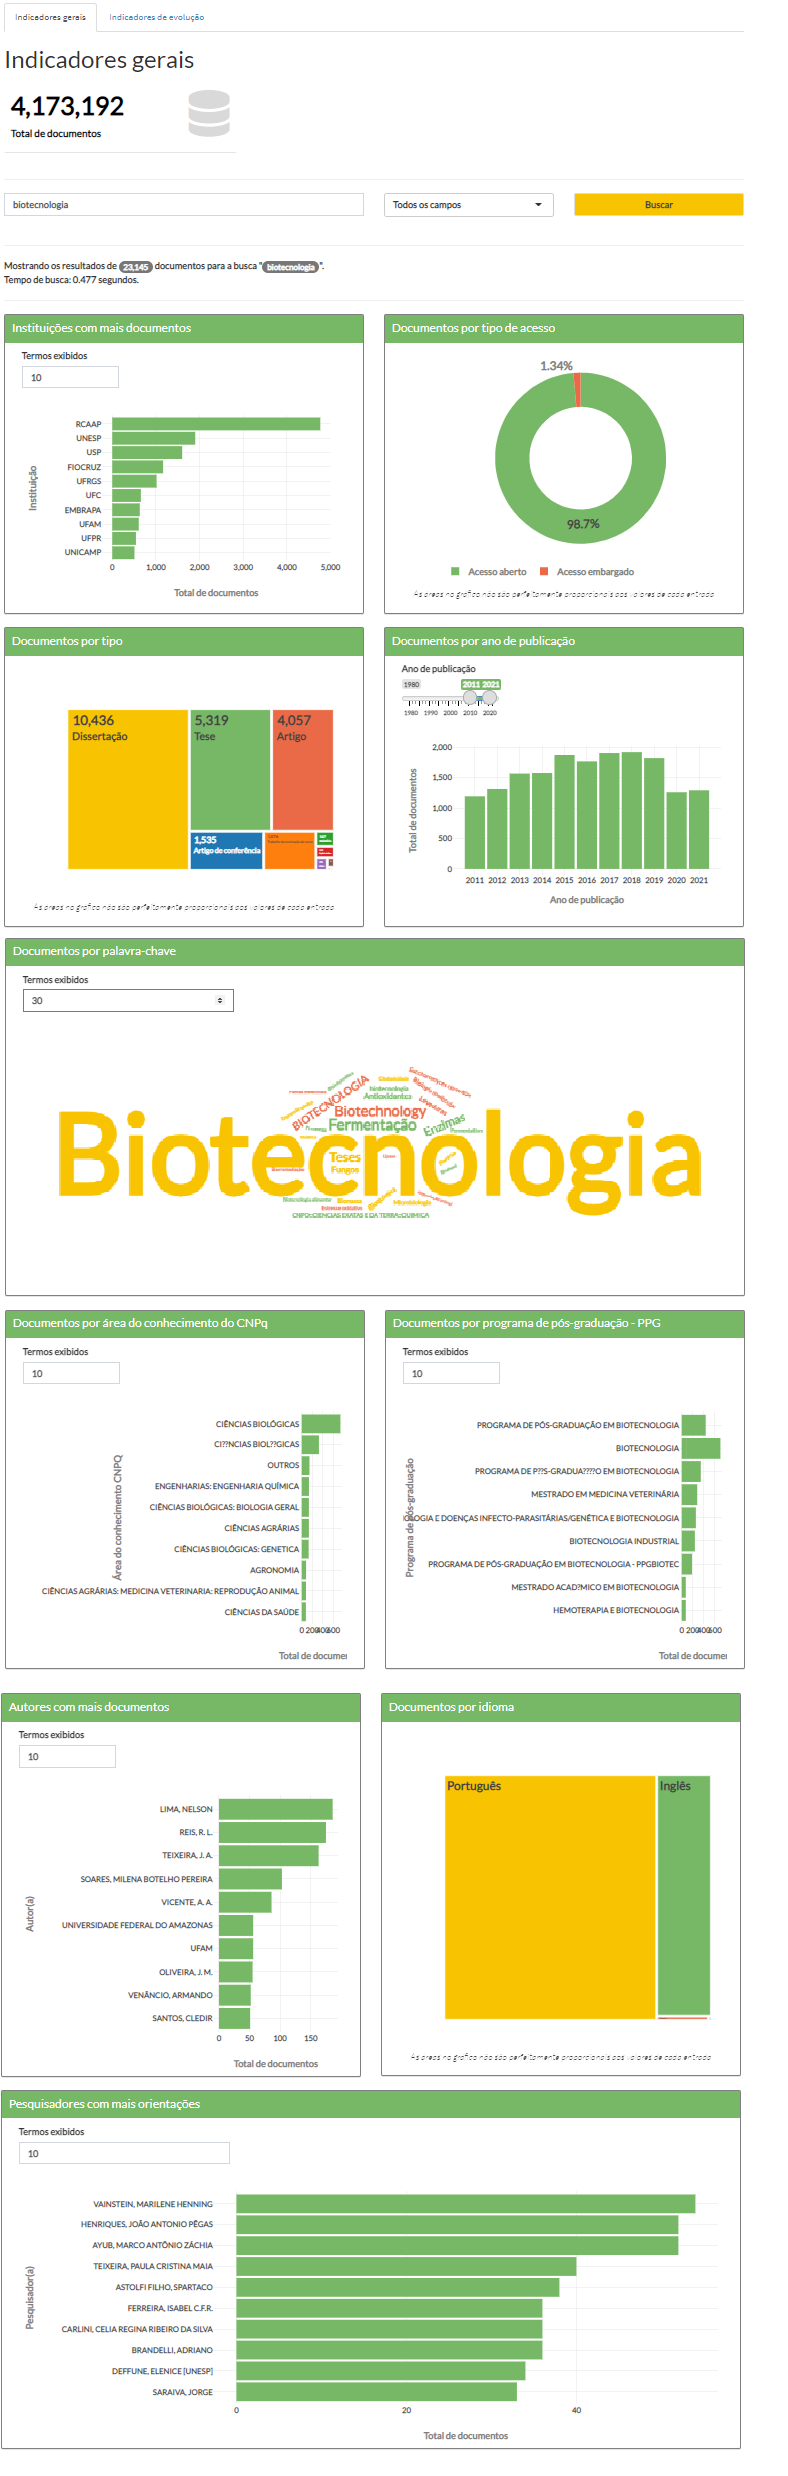 Indicadores gerais
Indicadores de evolução
Indicadores gerais
4,173,192
Total de documentos
biotecnologia
Todos os campos
Buscar
Mostrando os resultados de 23,145 documentos para a busca "biotecnologia".
Tempo de busca: 0.477 segundos.
Instituições com mais documentos
Termos exibidos
10
Instituição
RCAAP
UNESP
USP
FIOCRUZ
UFRGS
UFC
EMBRAPA
UFAM
UFPR
UNICAMP
0 1,000 2,000 3,000 4,000 5,000
Total de documentos
Documentos por tipo de acesso
1.34%
98.7%
Acesso aberto
Acesso embargado
As áreas no gráfico não são perfeitamente proporcionais aos valores de cada entrada
Documentos por tipo
10,436
Dissertação
5,319
Tese
4,057
Artigo
1,535
Artigo de conferência
As áreas no gráfico não são perfeitamente proporcionais aos valores de cada entrada
Documentos por ano de publicação
Ano de publicação
1980
2011 2021
1980 1990 2000 2010 2020
Total de documentos
2,000
1,500
1,000
500
0
2011 2012 2013 2014 2015 2016 2017 2018 2019 2020 2021
Ano de publicação
Documentos por palavra-chave
Termos exibidos
30
BIOTECNOLOGIA
Antioxidantes
Biotechnology
Fermentação
Enzimas
Biotecnologia
Teses
Fungos
CNPQ::CIENCIAS EXATAS E DA TERRA::QUIMICA
Documentos por área do conhecimento do CNPq
Termos exibidos
10
Área do conhecimento CNPQ
CIÊNCIAS BIOLÓGICAS
CI??NCIAS BIOL??GICAS
OUTROS
ENGENHARIAS: ENGENHARIA QUÍMICA
CIÊNCIAS BIOLÓGICAS: BIOLOGIA GERAL
CIÊNCIAS AGRÁRIAS
CIÊNCIAS BIOLÓGICAS: GENETICA
AGRONOMIA
CIÊNCIAS AGRÁRIAS: MEDICINA VETERINARIA: REPRODUÇÃO ANIMAL
CIÊNCIAS DA SAÚDE
0 200 400 600
Total de documen
Documentos por programa de pós-graduação - PPG
Termos exibidos
10
Programa de pós-graduação
PROGRAMA DE PÓS-GRADUAÇÃO EM BIOTECNOLOGIA
BIOTECNOLOGIA
PROGRAMA DE P??S-GRADUA????O EM BIOTECNOLOGIA
MESTRADO EM MEDICINA VETERINÁRIA
OLOGIA E DOENÇAS INFECTO-PARASITÁRIAS/GENÉTICA E BIOTECNOLOGIA
BIOTECNOLOGIA INDUSTRIAL
PROGRAMA DE PÓS-GRADUAÇÃO EM BIOTECNOLOGIA - PPGBIOTEC
MESTRADO ACAD?MICO EM BIOTECNOLOGIA
HEMOTERAPIA E BIOTECNOLOGIA
0 200 400 600
Total de documen
Autores com mais documentos
Termos exibidos
10
Autor(a)
LIMA, NELSON
REIS, R. L.
TEIXEIRA, J. A.
SOARES, MILENA BOTELHO PEREIRA
VICENTE, A. A.
UNIVERSIDADE FEDERAL DO AMAZONAS
UFAM
OLIVEIRA, J. M.
VENÂNCIO, ARMANDO
SANTOS, CLEDIR
0 50 100 150
Total de documentos
Documentos por idioma
Português
Inglês
As áreas no gráfico não são perfeitamente proporcionais aos valores de cada entrada
Pesquisadores com mais orientações
Termos exibidos
10
Pesquisador(a)
VAINSTEIN, MARILENE HENNING
HENRIQUES, JOÃO ANTONIO PÊGAS
AYUB, MARCO ANTÔNIO ZÁCHIA
TEIXEIRA, PAULA CRISTINA MAIA
ASTOLFI FILHO, SPARTACO
FERREIRA, ISABEL C.F.R.
CARLINI, CELIA REGINA RIBEIRO DA SILVA
BRANDELLI, ADRIANO
DEFFUNE, ELENICE [UNESP]
SARAIVA, JORGE
0 20 40
Total de documentos